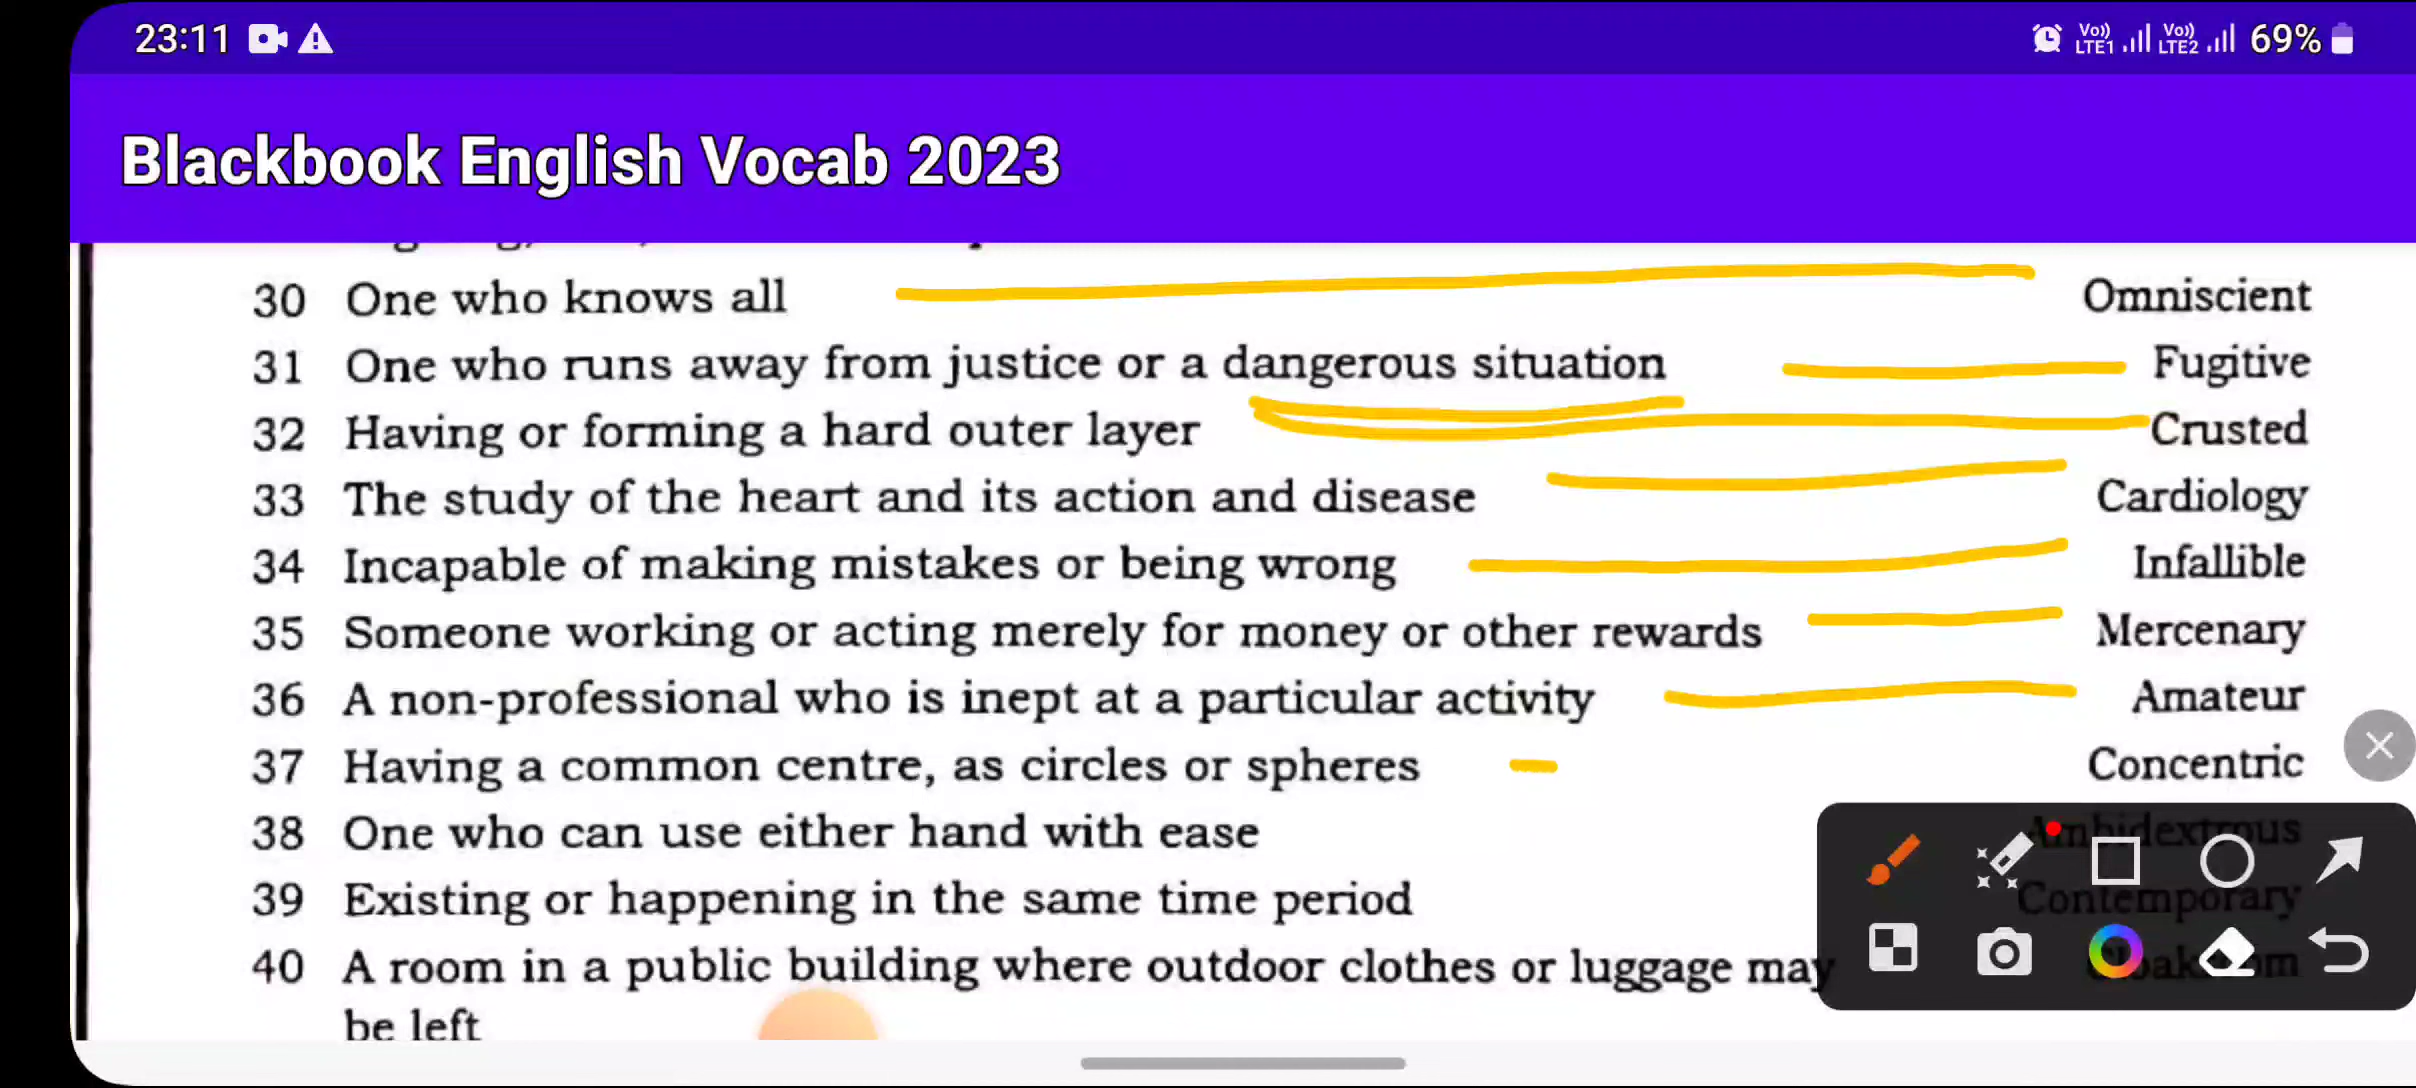 23:11 Vo)) LTE1 Vo)) LTE2 69%
Blackbook English Vocab 2023
30 One who knows all Omniscient
31 One who runs away from justice or a dangerous situation Fugitive
32 Having or forming a hard outer layer Crusted
33 The study of the heart and its action and disease Cardiology
34 Incapable of making mistakes or being wrong Infallible
35 Someone working or acting merely for money or other rewards Mercenary
36 A non-professional who is inept at a particular activity Amateur
37 Having a common centre, as circles or spheres Concentric
38 One who can use either hand with ease Ambidextrous
39 Existing or happening in the same time period Contemporary
40 A room in a public building where outdoor clothes or luggage may
be left